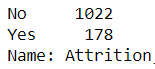 No     1022
Yes     178
Name: Attrition,